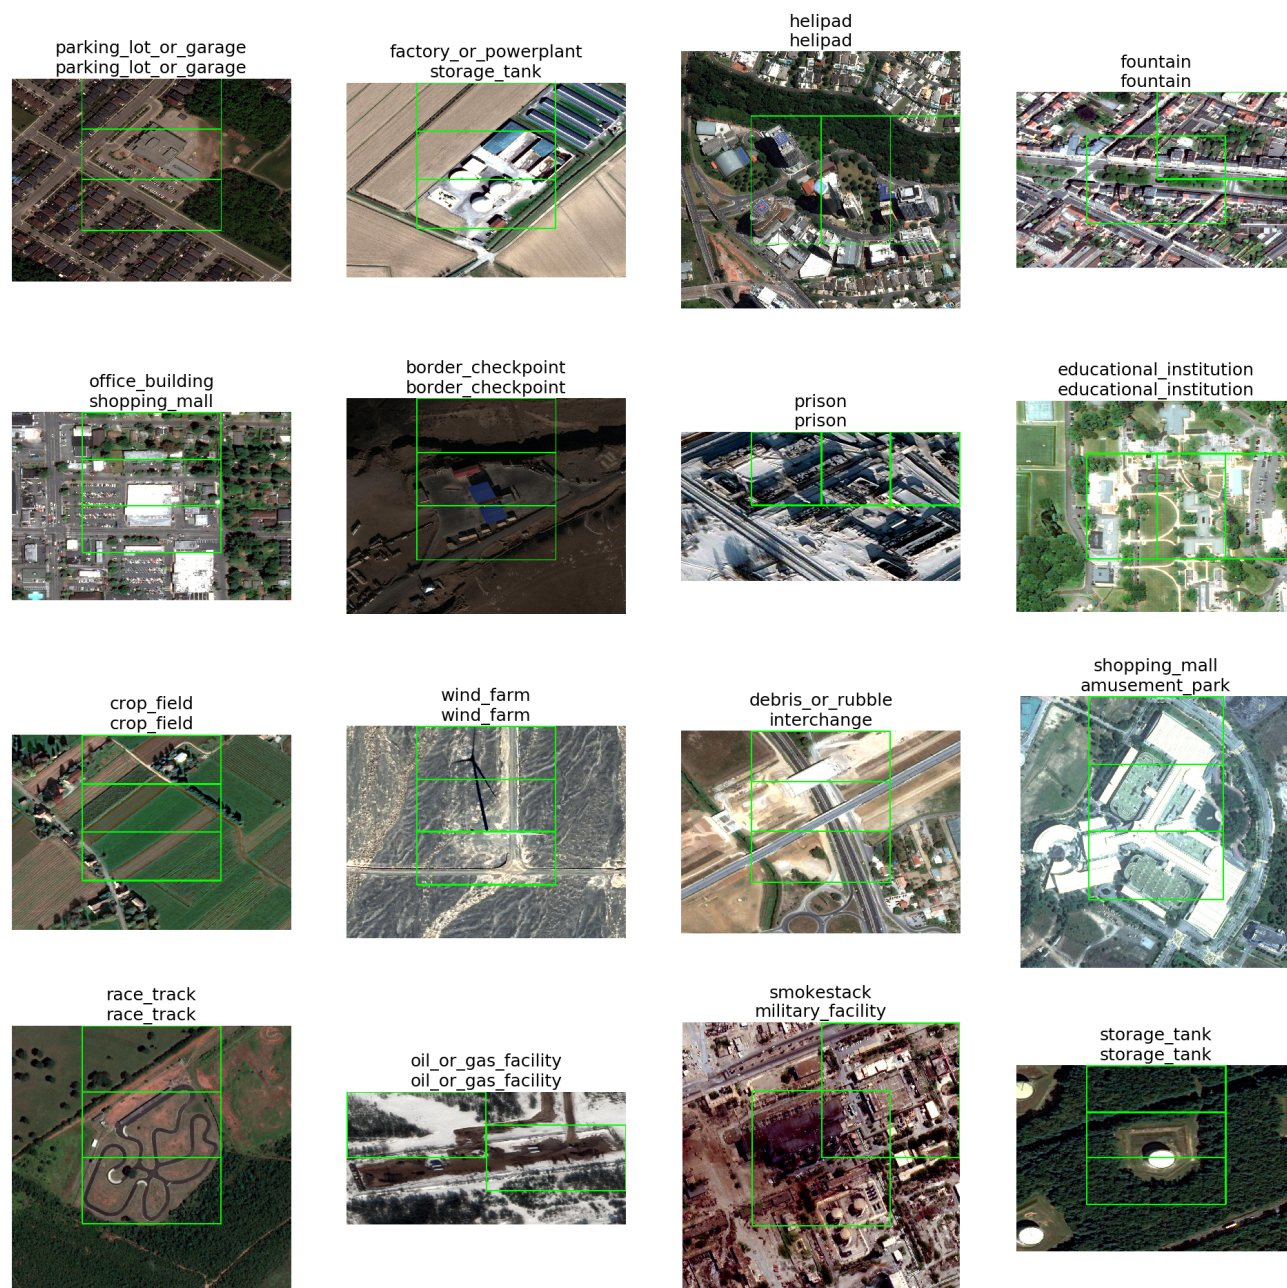 parking_lot_or_garage
parking_lot_or_garage
factory_or_powerplant
storage_tank
helipad
helipad
fountain
fountain
office_building
shopping_mall
border_checkpoint
border_checkpoint
prison
prison
educational_institution
educational_institution
crop_field
crop_field
wind_farm
wind_farm
debris_or_rubble
interchange
shopping_mall
amusement_park
race_track
race_track
oil_or_gas_facility
oil_or_gas_facility
smokestack
military_facility
storage_tank
storage_tank